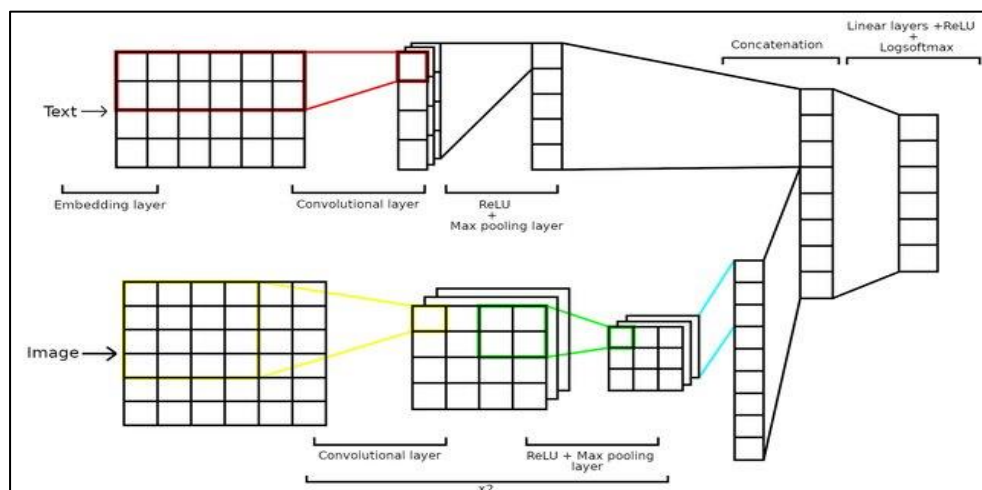 Linear layers +ReLU
+
Logsoftmax
Concatenation
Text
Embedding layer
Convolutional layer
ReLU
+
Max pooling layer
Image
Convolutional layer
ReLU + Max pooling
layer
x2